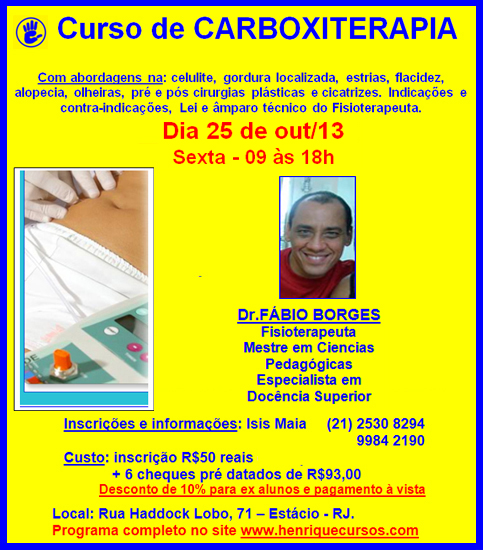 Curso de CARBOXITERAPIA
Com abordagens na: celulite, gordura localizada, estrias, flacidez,
alopecia, olheiras, pré e pós cirurgias plásticas e cicatrizes. Indicações e
contra-indicações, Lei e âmparo técnico do Fisioterapeuta.
Dia 25 de out/13
Sexta - 09 às 18h
Dr.FÁBIO BORGES
Fisioterapeuta
Mestre em Ciencias
Pedagógicas
Especialista em
Docência Superior
Inscrições e informações: Isis Maia (21) 2530 8294
9984 2190
Custo: inscrição R$50 reais
+ 6 cheques pré datados de R$93,00
Desconto de 10% para ex alunos e pagamento à vista
Local: Rua Haddock Lobo, 71 – Estácio - RJ.
Programa completo no site www.henriquecursos.com